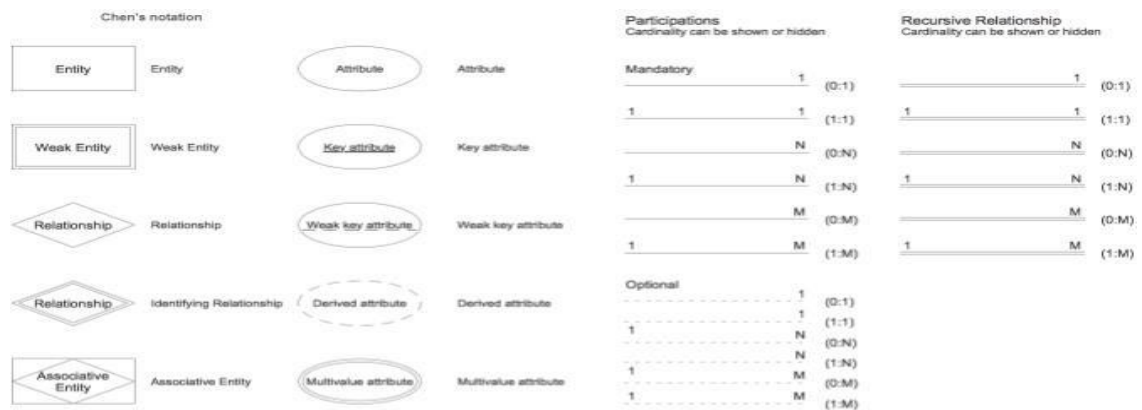 Chen's notation
Entity
Entity
Attribute
Attribute
Weak Entity
Weak Entity
Key attribute
Key attribute
Relationship
Relationship
Weak key attribute
Weak key attribute
Relationship
Identifying Relationship
Derived attribute
Derived attribute
Associative
Entity
Associative Entity
Multivalue attribute
Multivalue attribute
Participations
Cardinality can be shown or hidden
Mandatory
1 (0:1)
1 1 (1:1)
N (0:N)
1 N (1:N)
M (0:M)
1 M (1:M)
Optional
1 (0:1)
1 (1:1)
1 N (0:N)
N (1:N)
1 M (0:M)
1 M (1:M)
Recursive Relationship
Cardinality can be shown or hidden
1 (0:1)
1 1 (1:1)
N (0:N)
1 N (1:N)
M (0:M)
1 M (1:M)